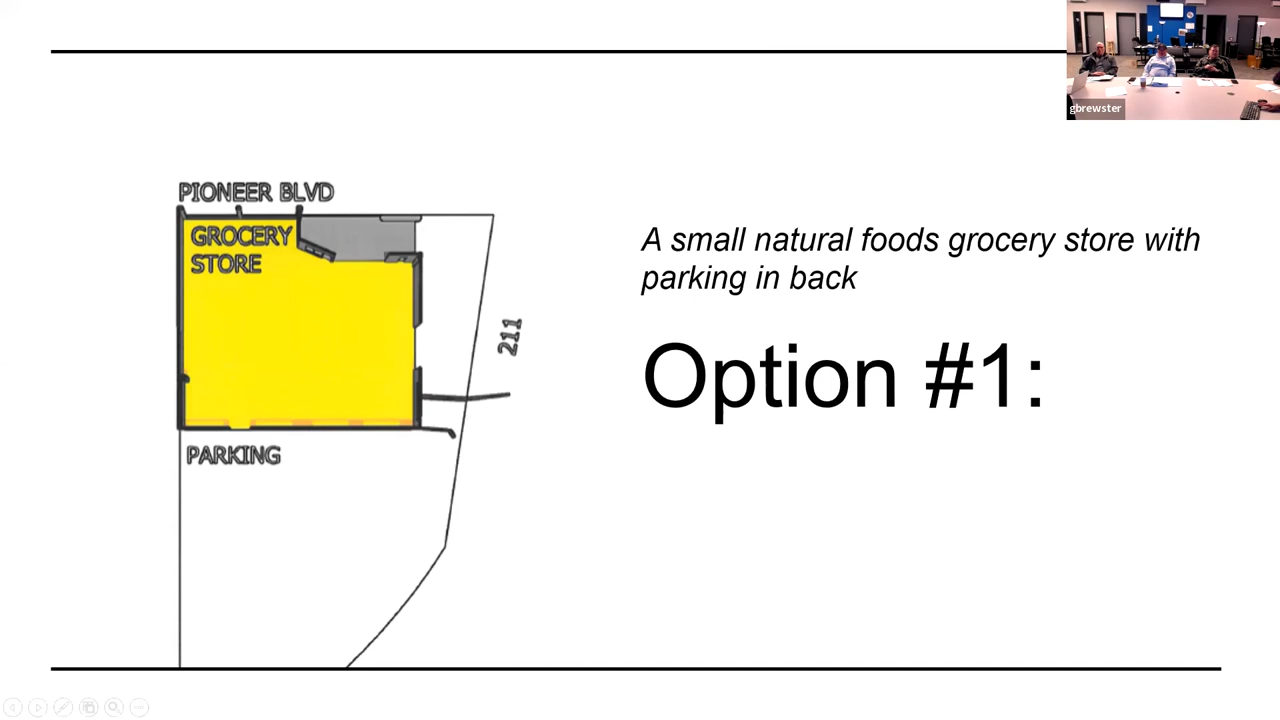 gbrewster
PIONEER BLVD
GROCERY
STORE
211
PARKING
A small natural foods grocery store with
parking in back
Option #1: